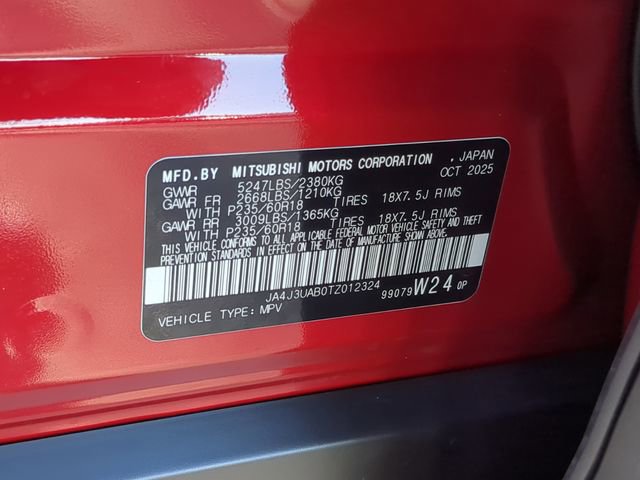 MFD.BY MITSUBISHI MOTORS CORPORATION , JAPAN
GVWR 5247LBS/2380KG OCT 2025
GAWR FR 2668LBS/1210KG
WITH P235/60R18 TIRES 18X7.5J RIMS
GAWR RR 3009LBS/1365KG
WITH P235/60R18 TIRES 18X7.5J RIMS
THIS VEHICLE CONFORMS TO ALL APPLICABLE FEDERAL MOTOR VEHICLE SAFETY AND THEFT
PREVENTION STANDARDS IN EFFECT ON THE DATE OF MANUFACTURE SHOWN ABOVE.
JA4J3UAB0TZ012324
VEHICLE TYPE: MPV 99079 W24 0P